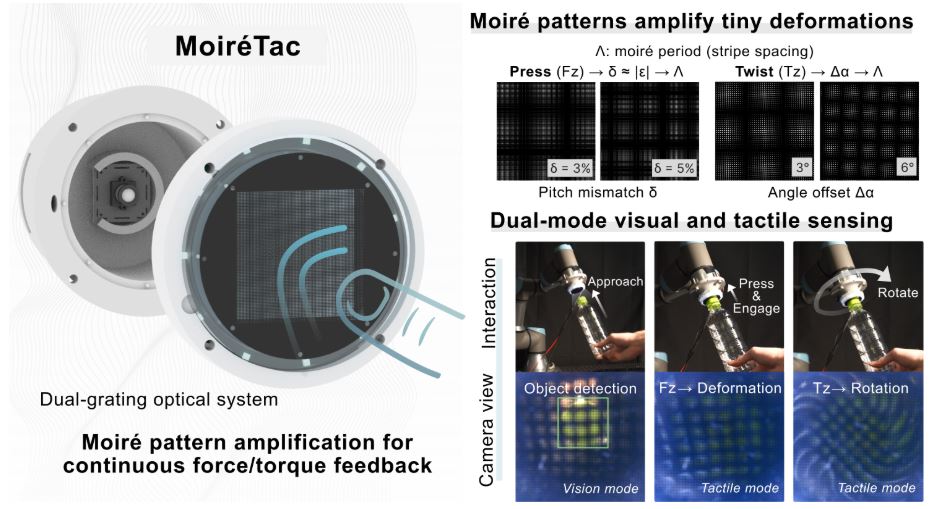 MoiréTac
Dual-grating optical system
Moiré pattern amplification for
continuous force/torque feedback
Moiré patterns amplify tiny deformations
Λ: moiré period (stripe spacing)
Press (Fz) → δ ≈ |ε| → Λ
Twist (Tz) → Δα → Λ
δ = 3%
δ = 5%
3°
6°
Pitch mismatch δ
Angle offset Δα
Dual-mode visual and tactile sensing
Interaction
Approach
Press
&
Engage
Rotate
Camera view
Object detection
Fz→ Deformation
Tz→ Rotation
Vision mode
Tactile mode
Tactile mode